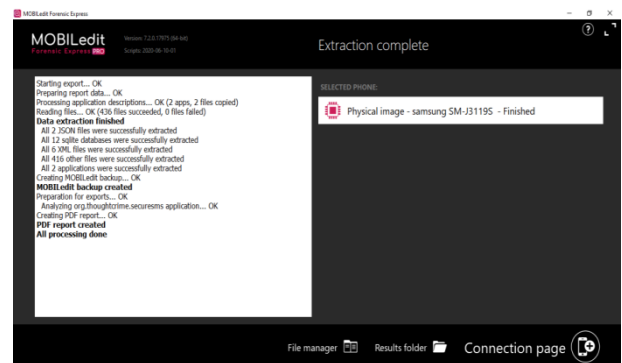 MOBILedit Forensic Express
MOBILedit
Forensic Express PRO
Version: 7.2.0.17975 (64-bit)
Scripts: 2020-06-10-01
Extraction complete
Starting export... OK
Preparing report data... OK
Processing application descriptions... OK (2 apps, 2 files copied)
Reading files... OK (436 files succeeded, 0 files failed)
Data extraction finished
All 2 JSON files were successfully extracted
All 12 sqlite databases were successfully extracted
All 6 XML files were successfully extracted
All 416 other files were successfully extracted
All 2 applications were successfully extracted
Creating MOBILedit backup... OK
MOBILedit backup created
Preparation for exports... OK
Analyzing org.thoughtcrime.securesms application... OK
Creating PDF report... OK
PDF report created
All processing done
SELECTED PHONE:
Physical image - samsung SM-J3119S - Finished
File manager
Results folder
Connection page